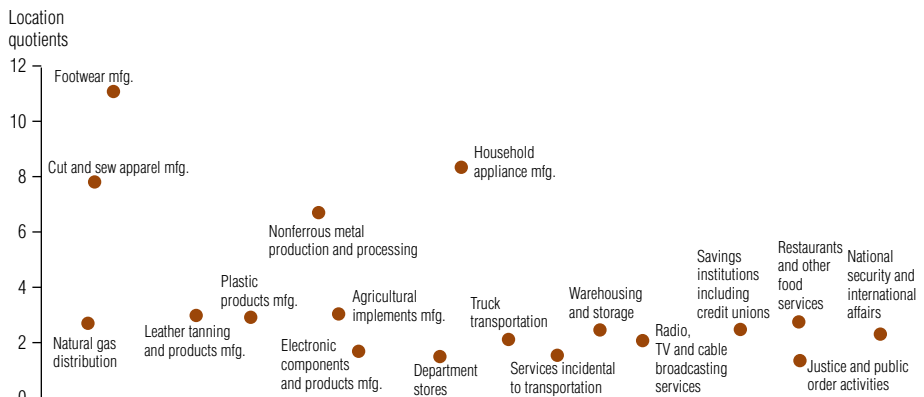 Location
quotients
12
10
8
6
4
2
0
Footwear mfg.
Cut and sew apparel mfg.
Household
appliance mfg.
Nonferrous metal
production and processing
Natural gas
distribution
Leather tanning
and products mfg.
Plastic
products mfg.
Agricultural
implements mfg.
Electronic
components
and products mfg.
Department
stores
Truck
transportation
Services incidental
to transportation
Warehousing
and storage
Radio,
TV and cable
broadcasting
services
Savings
institutions
including
credit unions
Restaurants
and other
food
services
Justice and public
order activities
National
security and
international
affairs